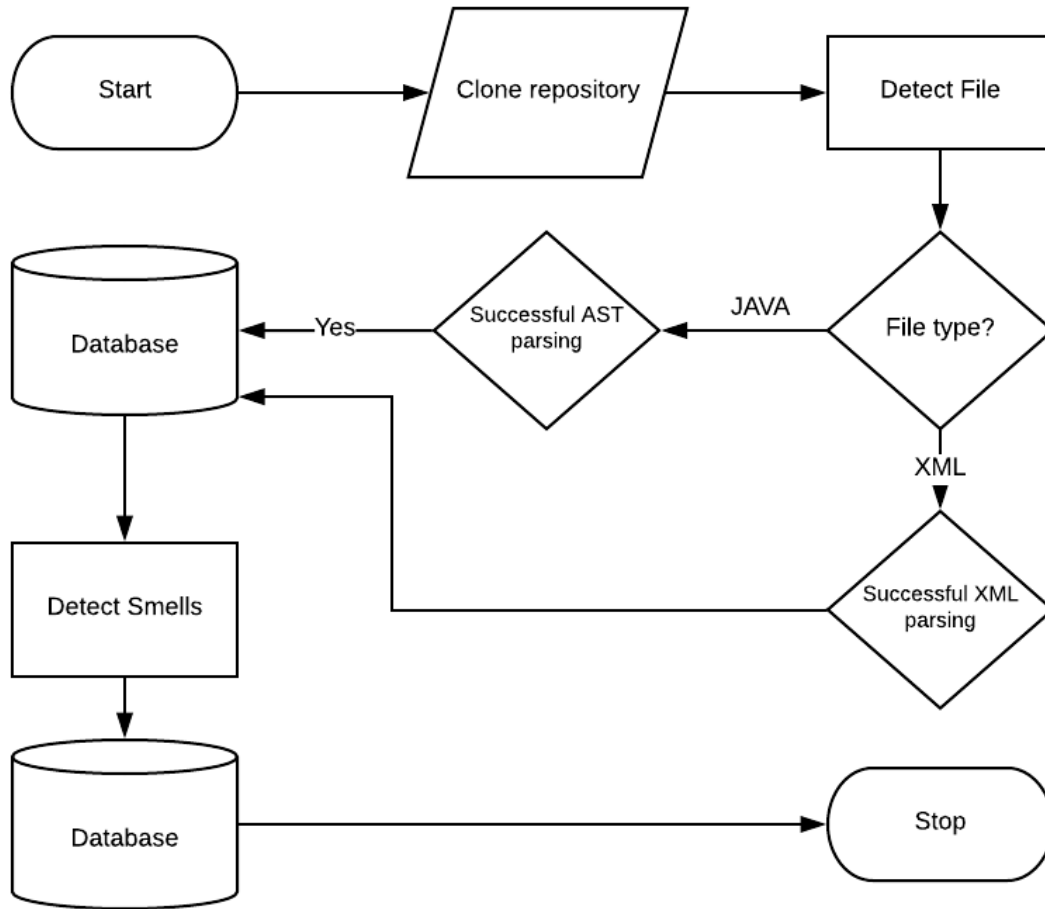 Start
Clone repository
Detect File
File type?
JAVA
Successful AST
parsing
Yes
Database
XML
Successful XML
parsing
Detect Smells
Database
Stop